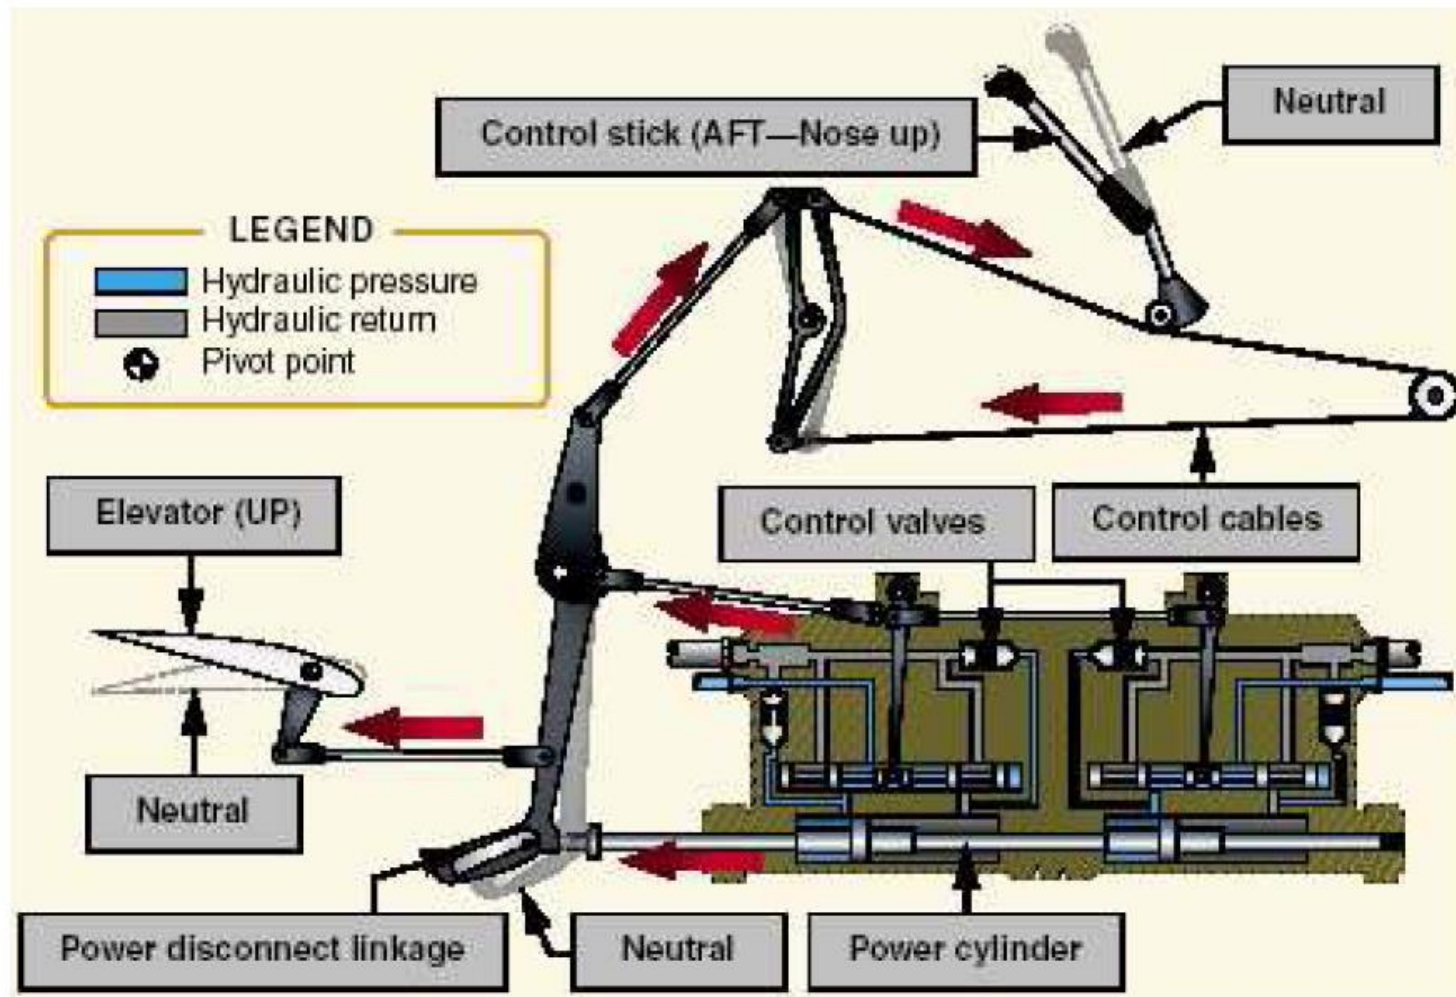 Neutral
Control stick (AFT—Nose up)
LEGEND
Hydraulic pressure
Hydraulic return
Pivot point
Elevator (UP)
Control valves
Control cables
Neutral
Power disconnect linkage
Neutral
Power cylinder